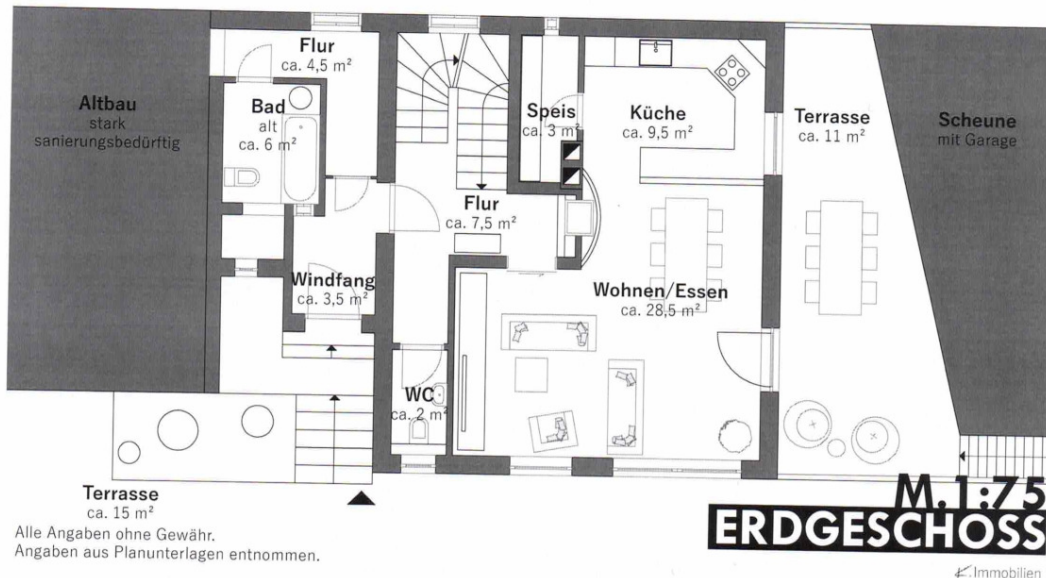 Flur
ca. 4,5 m²
Altbau
stark
sanierungsbedürftig
Bad
alt
ca. 6 m²
Speis
ca. 3 m²
Küche
ca. 9,5 m²
Terrasse
ca. 11 m²
Scheune
mit Garage
Flur
ca. 7,5 m²
Windfang
ca. 3,5 m²
Wohnen/Essen
ca. 28,5 m²
WC
ca. 2 m²
Terrasse
ca. 15 m²
Alle Angaben ohne Gewähr.
Angaben aus Planunterlagen entnommen.
M.1:75
ERDGESCHOSS
Immobilien